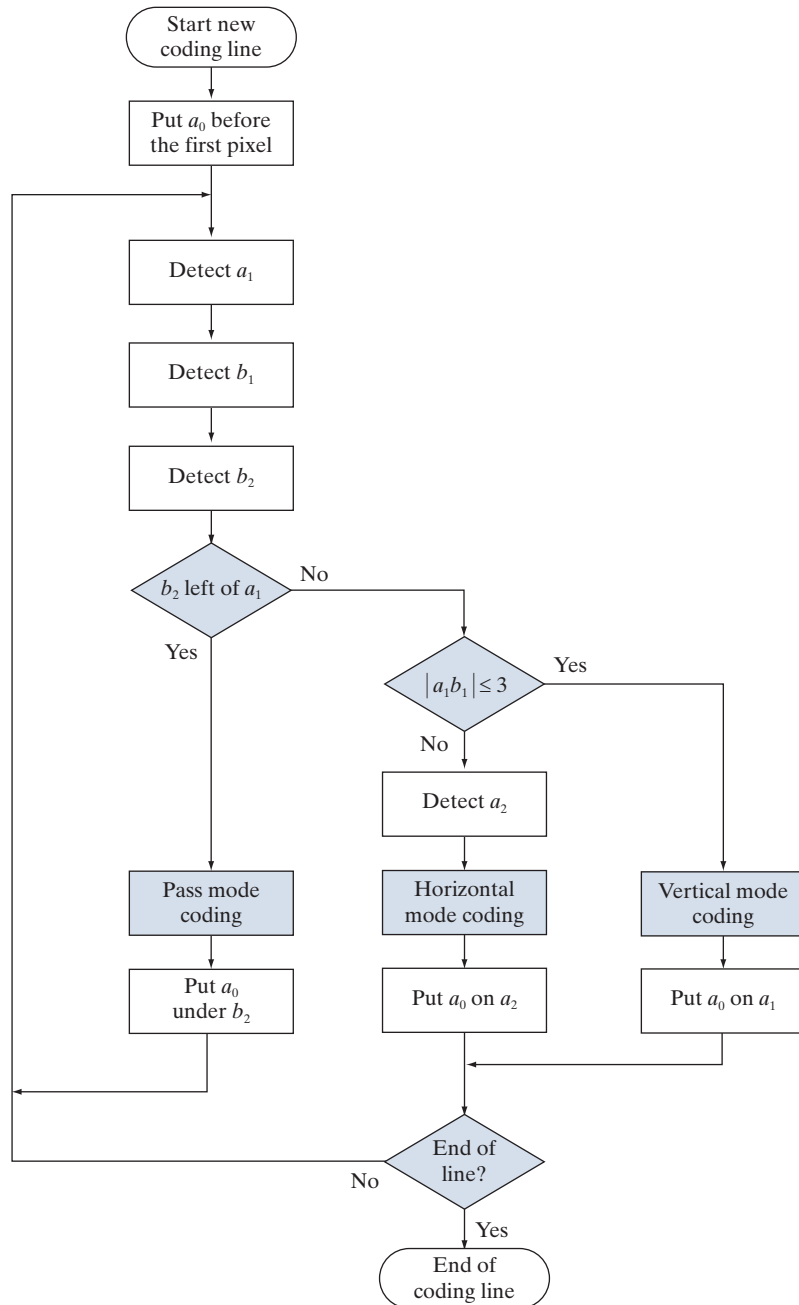 Start new
coding line
Put a₀ before
the first pixel
Detect a₁
Detect b₁
Detect b₂
b₂ left of a₁
No
Yes
|a₁b₁| ≤ 3
Yes
No
Detect a₂
Pass mode
coding
Horizontal
mode coding
Vertical mode
coding
Put a₀
under b₂
Put a₀ on a₂
Put a₀ on a₁
End of
line?
No
Yes
End of
coding line